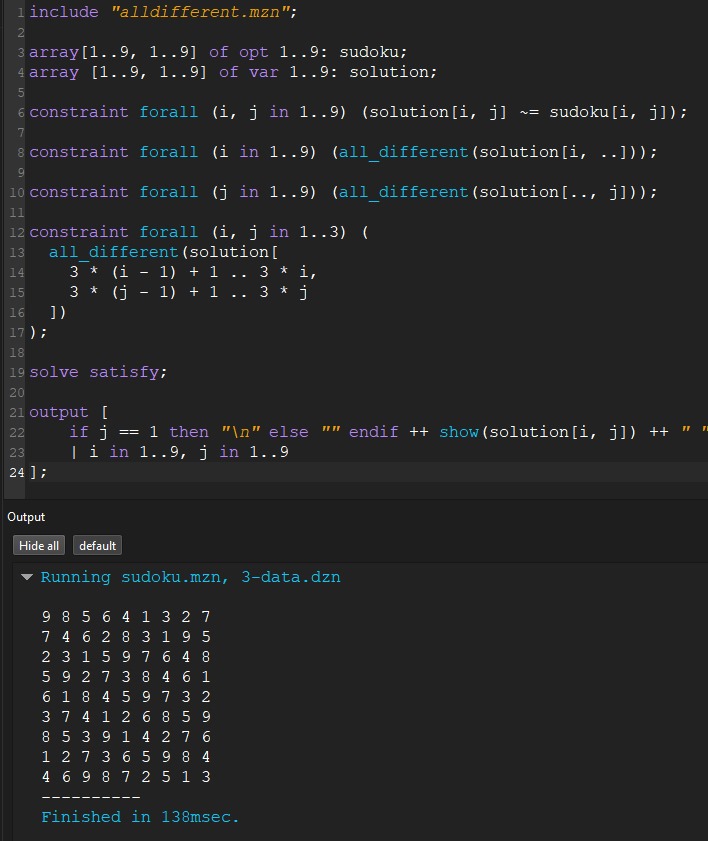 1 include "alldifferent.mzn";
2
3 array[1..9, 1..9] of opt 1..9: sudoku;
4 array [1..9, 1..9] of var 1..9: solution;
5
6 constraint forall (i, j in 1..9) (solution[i, j] ~= sudoku[i, j]);
7
8 constraint forall (i in 1..9) (all_different(solution[i, ..]));
9
10 constraint forall (j in 1..9) (all_different(solution[.., j]));
11
12 constraint forall (i, j in 1..3) (
13   all_different(solution[
14     3 * (i - 1) + 1 .. 3 * i,
15     3 * (j - 1) + 1 .. 3 * j
16   ])
17 );
18
19 solve satisfy;
20
21 output [
22     if j == 1 then "\n" else "" endif ++ show(solution[i, j]) ++ " "
23     | i in 1..9, j in 1..9
24 ];
Output
Hide all default
Running sudoku.mzn, 3-data.dzn
9 8 5 6 4 1 3 2 7
7 4 6 2 8 3 1 9 5
2 3 1 5 9 7 6 4 8
5 9 2 7 3 8 4 6 1
6 1 8 4 5 9 7 3 2
3 7 4 1 2 6 8 5 9
8 5 3 9 1 4 2 7 6
1 2 7 3 6 5 9 8 4
4 6 9 8 7 2 5 1 3
----------
Finished in 138msec.